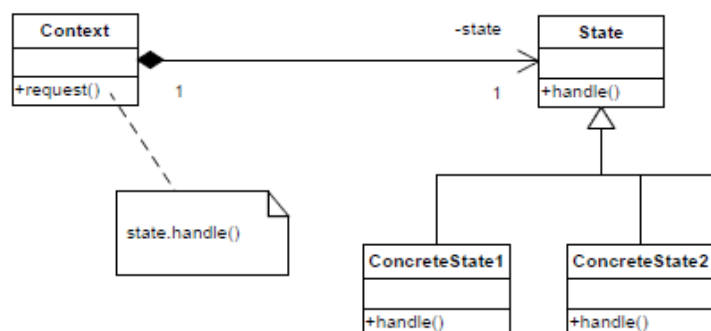 Context
-state
State
+request()
1
1
+handle()
state.handle()
ConcreteState1
ConcreteState2
+handle()
+handle()